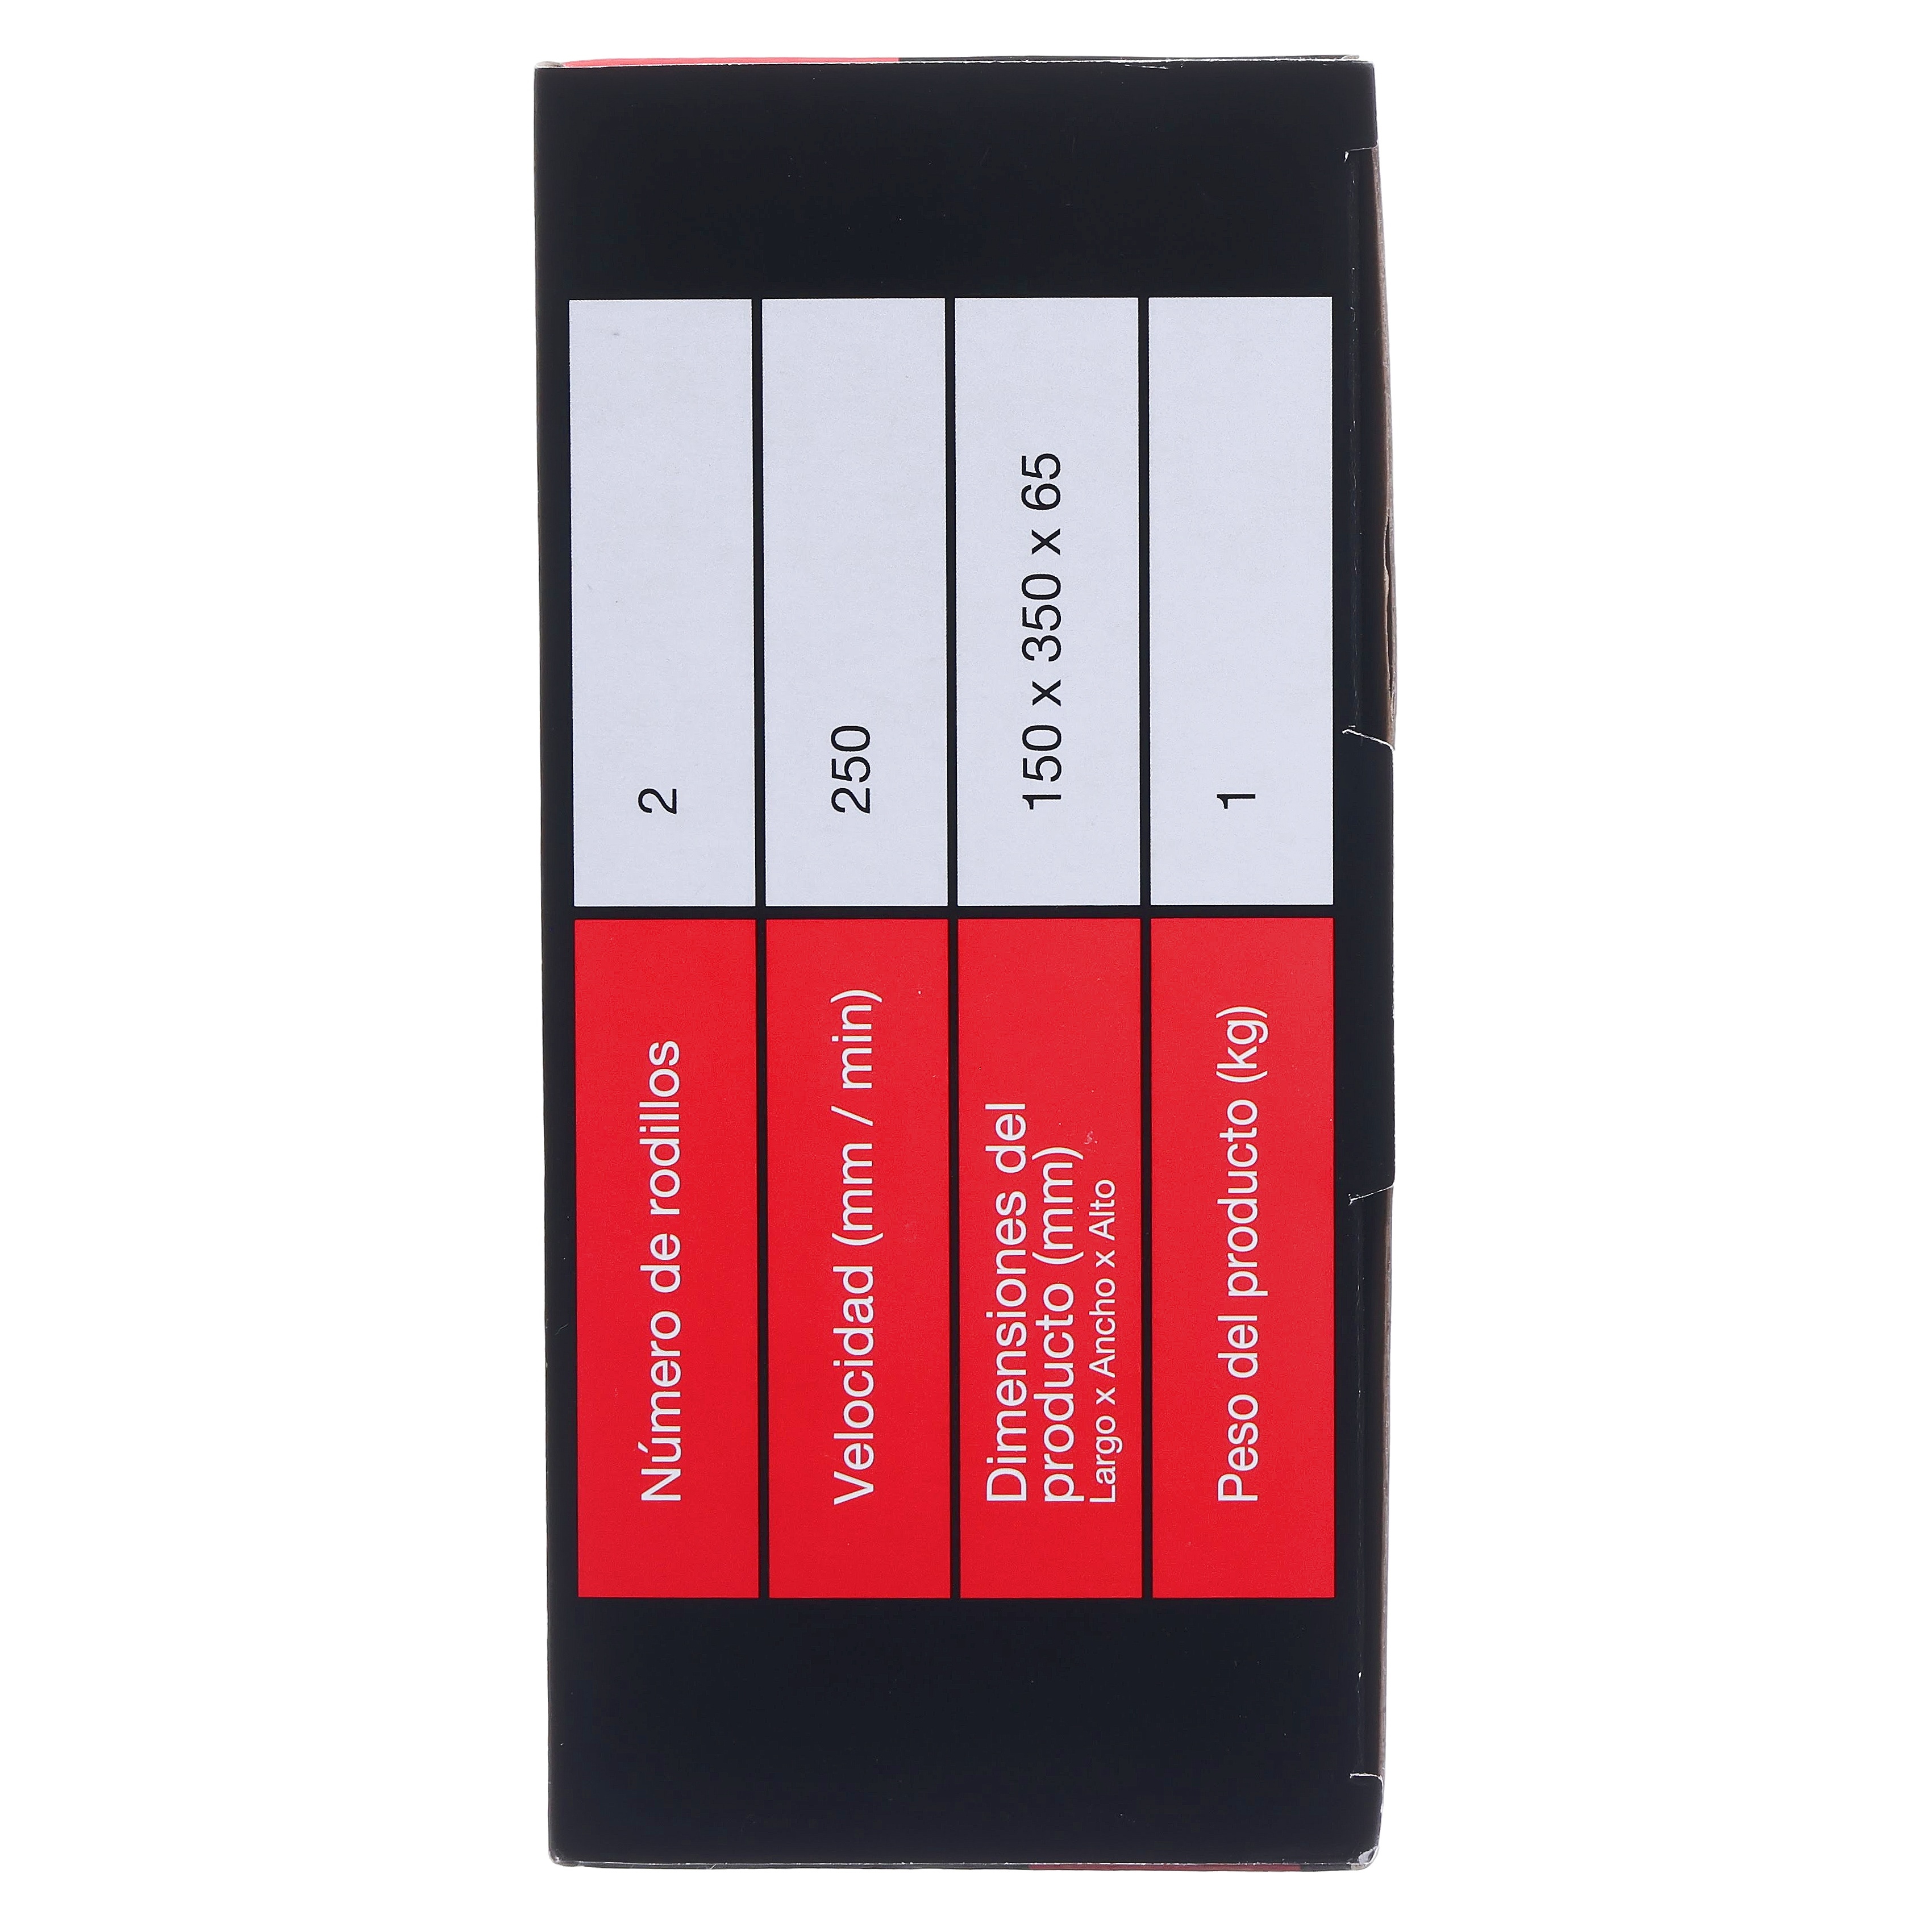 Número de rodillos
2
Velocidad (mm / min)
250
Dimensiones del
producto (mm)
Largo x Ancho x Alto
150 x 350 x 65
Peso del producto (kg)
1